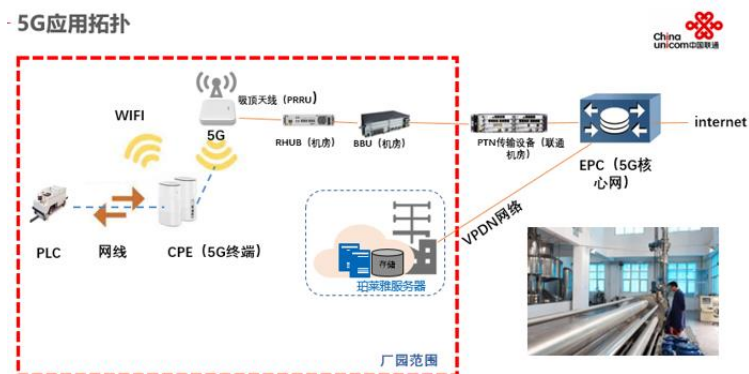 - 5G应用拓扑
China
unicom中国联通
吸顶天线（PRRU）
WIFI
5G
RHUB（机房）
BBU（机房）
PTN传输设备（联通
机房）
EPC（5G核
心网）
internet
VPDN网络
PLC
网线
CPE（5G终端）
存储
珀莱雅服务器
厂园范围